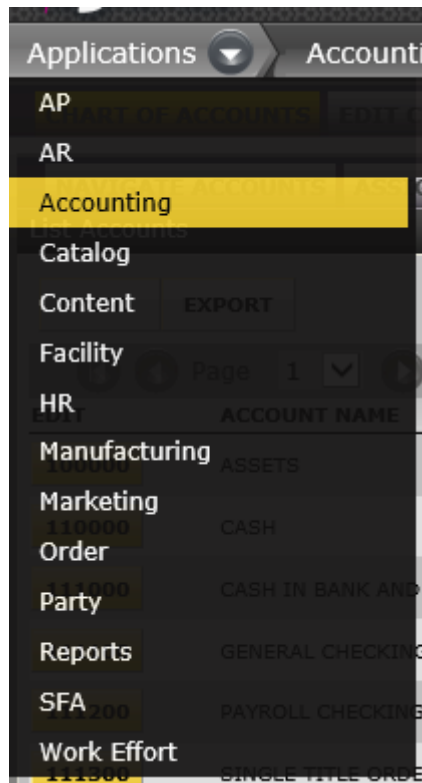 Applications Accounti
AP
CHART OF ACCOUNTS EDIT C
AR
NAVIGATE ACCOUNTS ASS
Accounting
List Accounts
Catalog
Content EXPORT
Facility
Page 1
HR
EDIT ACCOUNT NAME
Manufacturing
100000 ASSETS
Marketing
110000 CASH
Order
111000 CASH IN BANK AND
Party
Reports GENERAL CHECKING
SFA
111200 PAYROLL CHECKING
Work Effort
111300 SINGLE TITLE ORDE